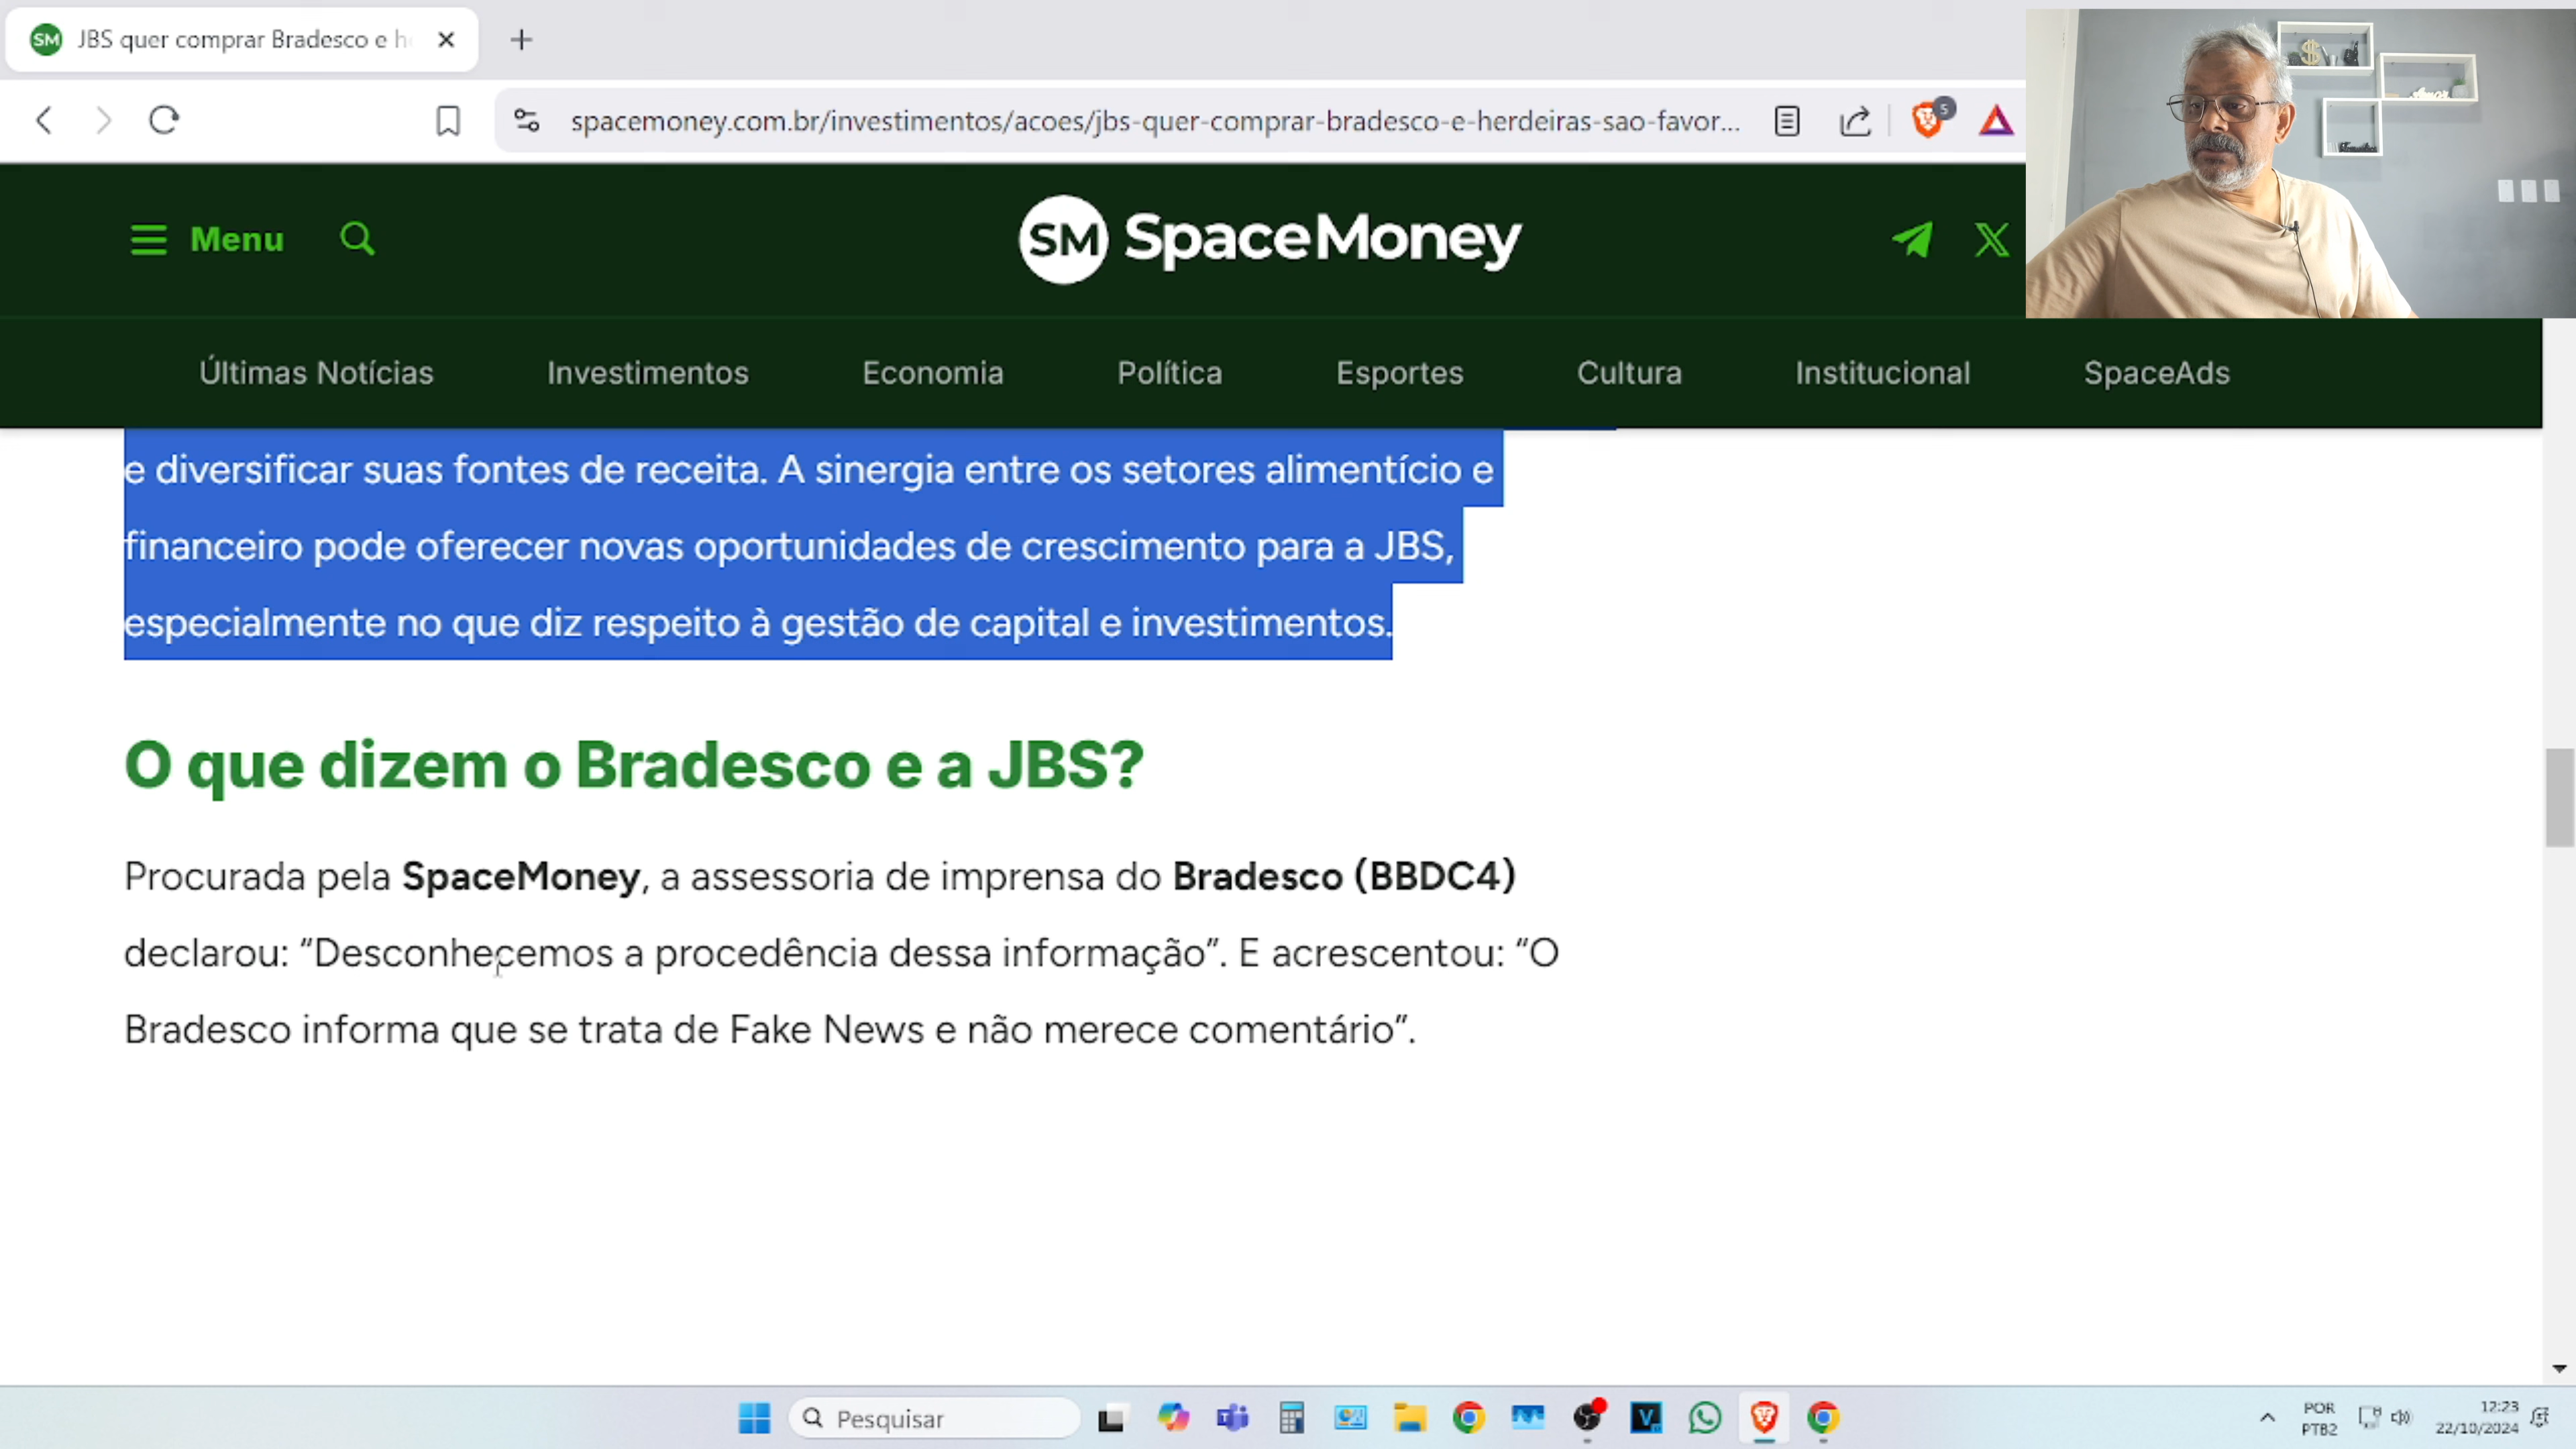 SM JBS quer comprar Bradesco e h
spacemoney.com.br/investimentos/acoes/jbs-quer-comprar-bradesco-e-herdeiras-sao-favor...
5
Menu
SM SpaceMoney
Últimas Notícias Investimentos Economia Política Esportes Cultura Institucional SpaceAds
e diversificar suas fontes de receita. A sinergia entre os setores alimentício e
financeiro pode oferecer novas oportunidades de crescimento para a JBS,
especialmente no que diz respeito à gestão de capital e investimentos.
O que dizem o Bradesco e a JBS?
Procurada pela SpaceMoney, a assessoria de imprensa do Bradesco (BBDC4)
declarou: “Desconhecemos a procedência dessa informação”. E acrescentou: “O
Bradesco informa que se trata de Fake News e não merece comentário”.
Pesquisar
POR
PTB2
12:23
22/10/2024